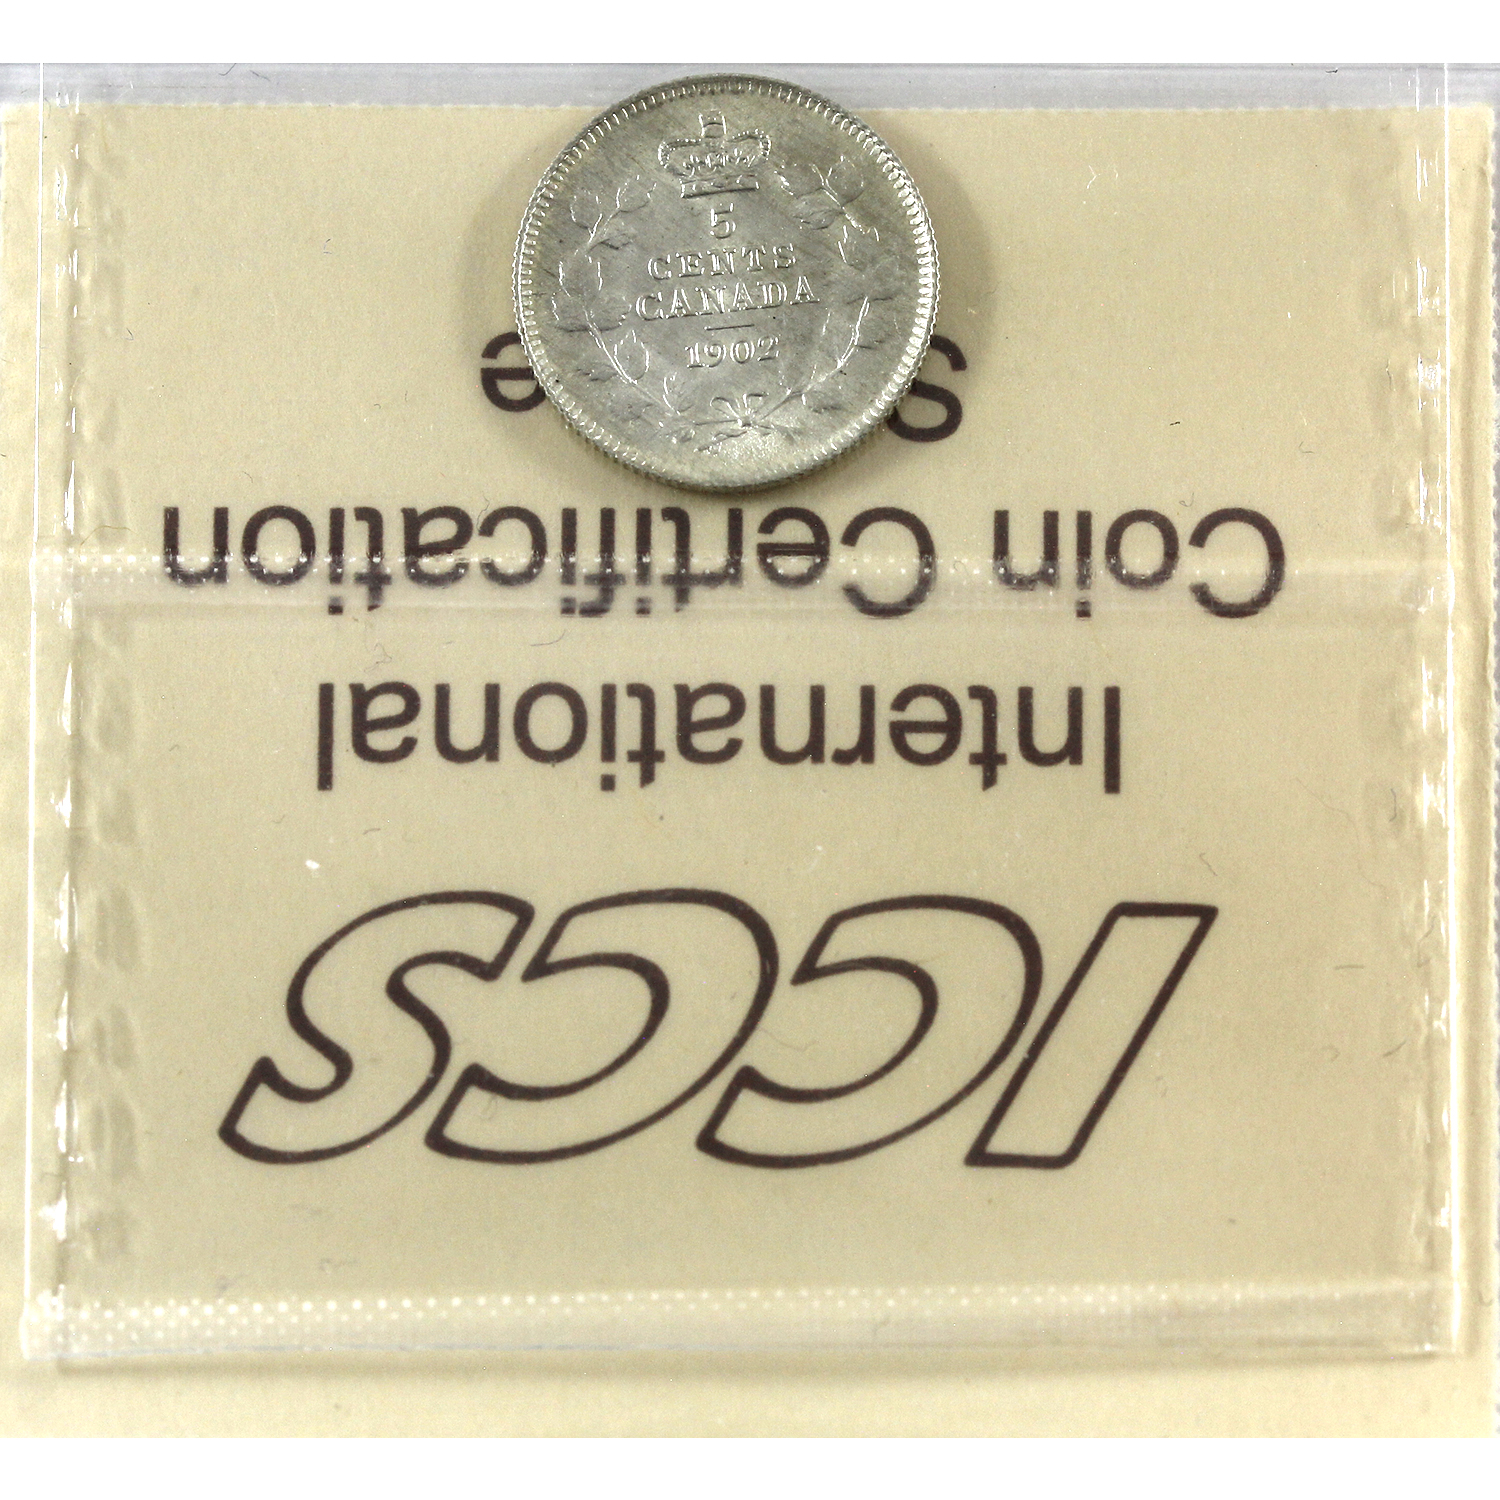 5
CENTS
CANADA
1902
ICCS
International
Coin Certification
S e